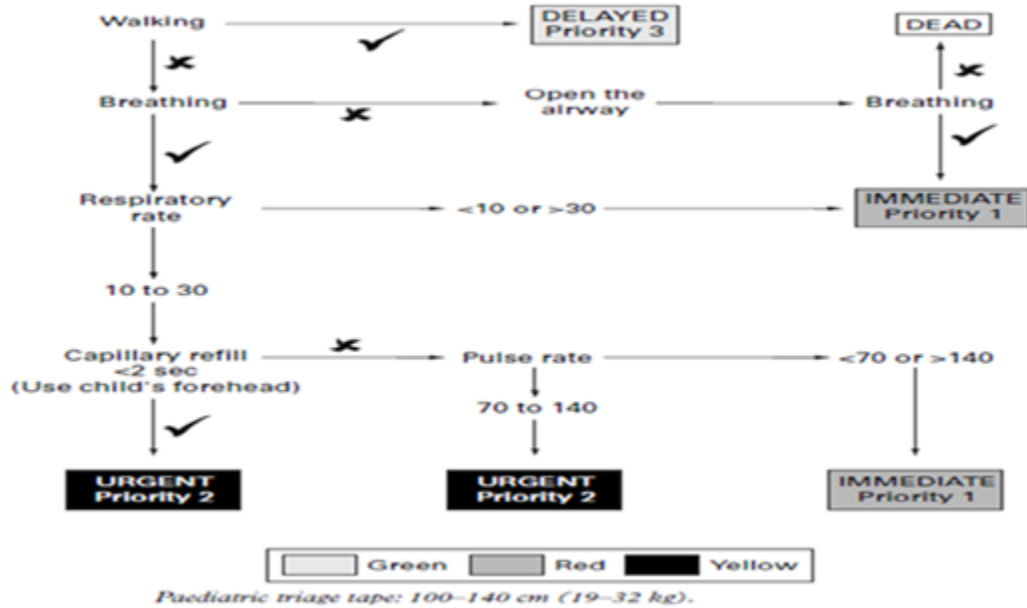 Walking
DELAYED
Priority 3
DEAD
Breathing
Open the
airway
Breathing
Respiratory
rate
<10 or >30
IMMEDIATE
Priority 1
10 to 30
Capillary refill
<2 sec
(Use child's forehead)
Pulse rate
<70 or >140
70 to 140
URGENT
Priority 2
URGENT
Priority 2
IMMEDIATE
Priority 1
Green
Red
Yellow
Paediatric triage tape: 100–140 cm (19–32 kg).